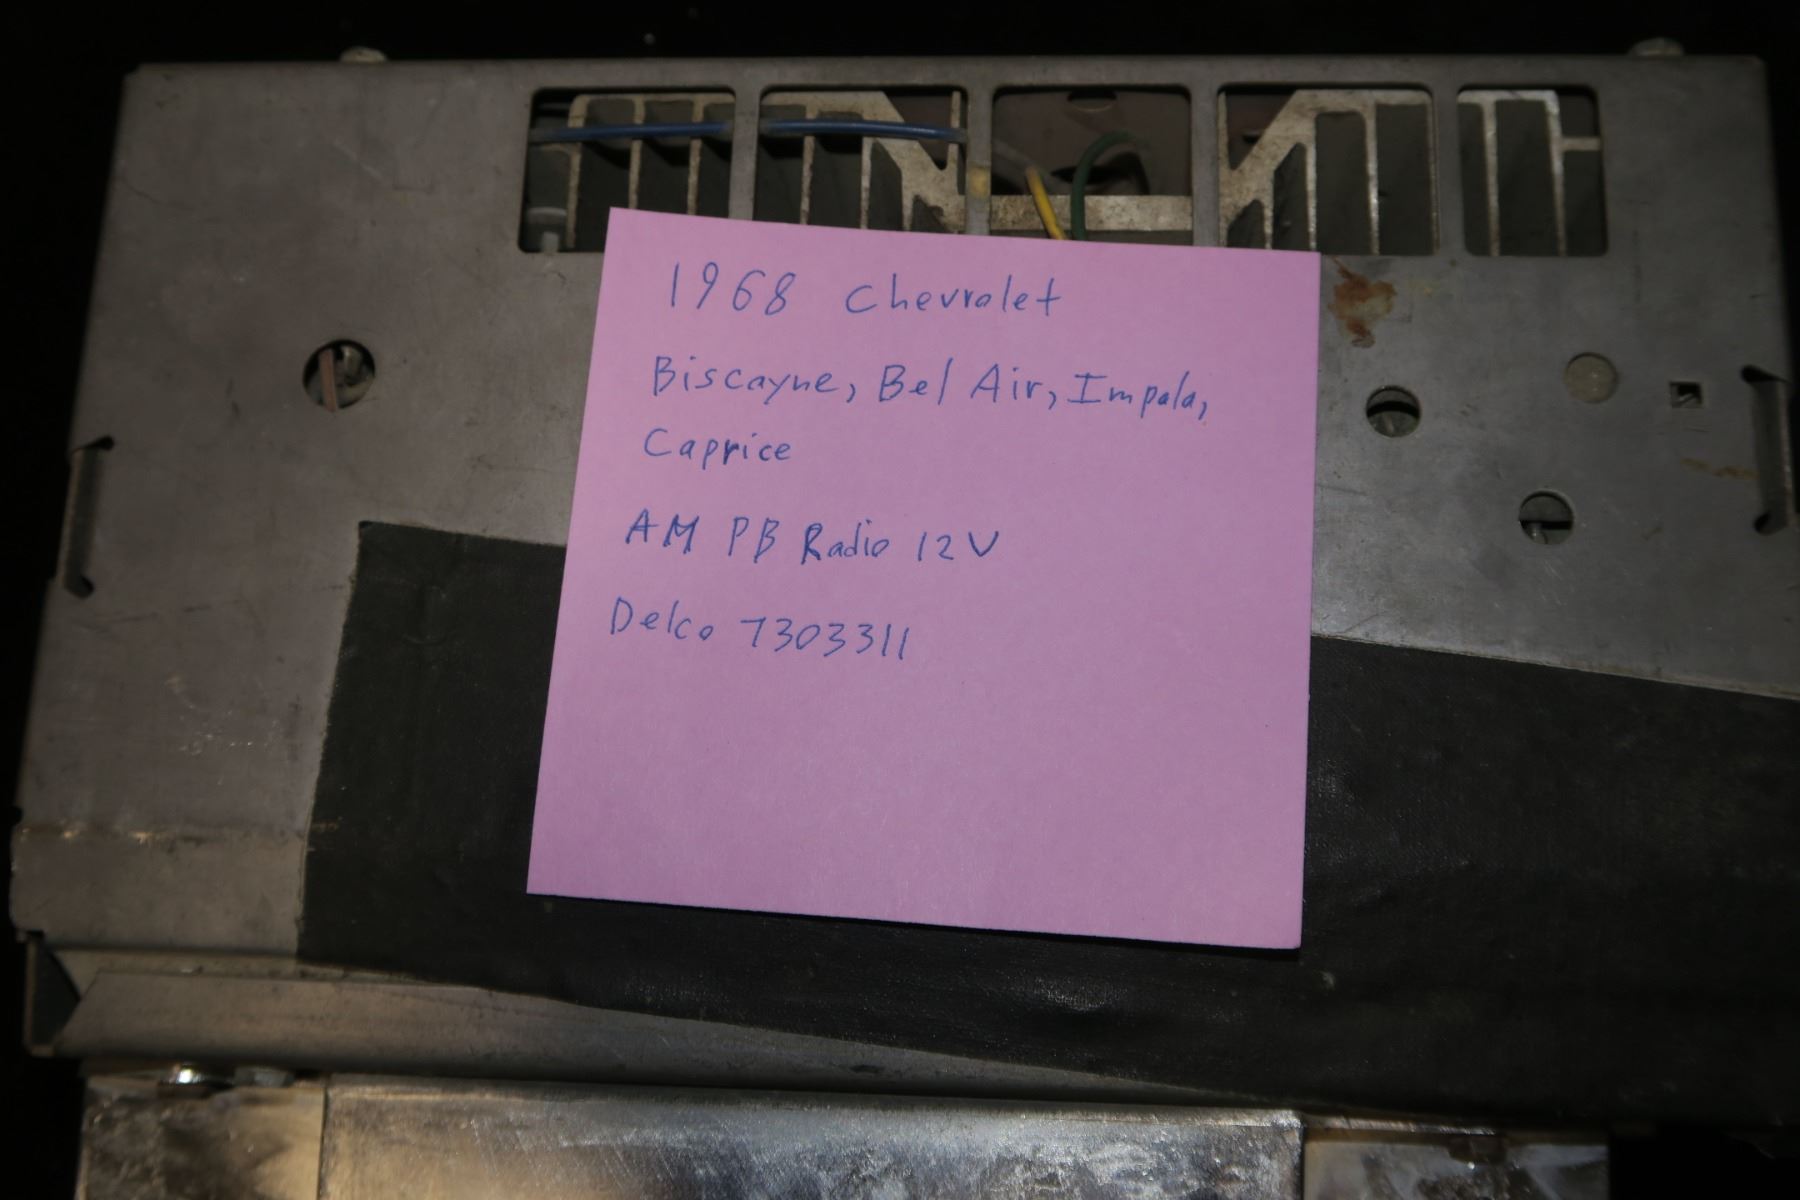 1968 Chevrolet
Biscayne, Bel Air, Impala,
Caprice
AM PB Radio 12V
Delco 7303311